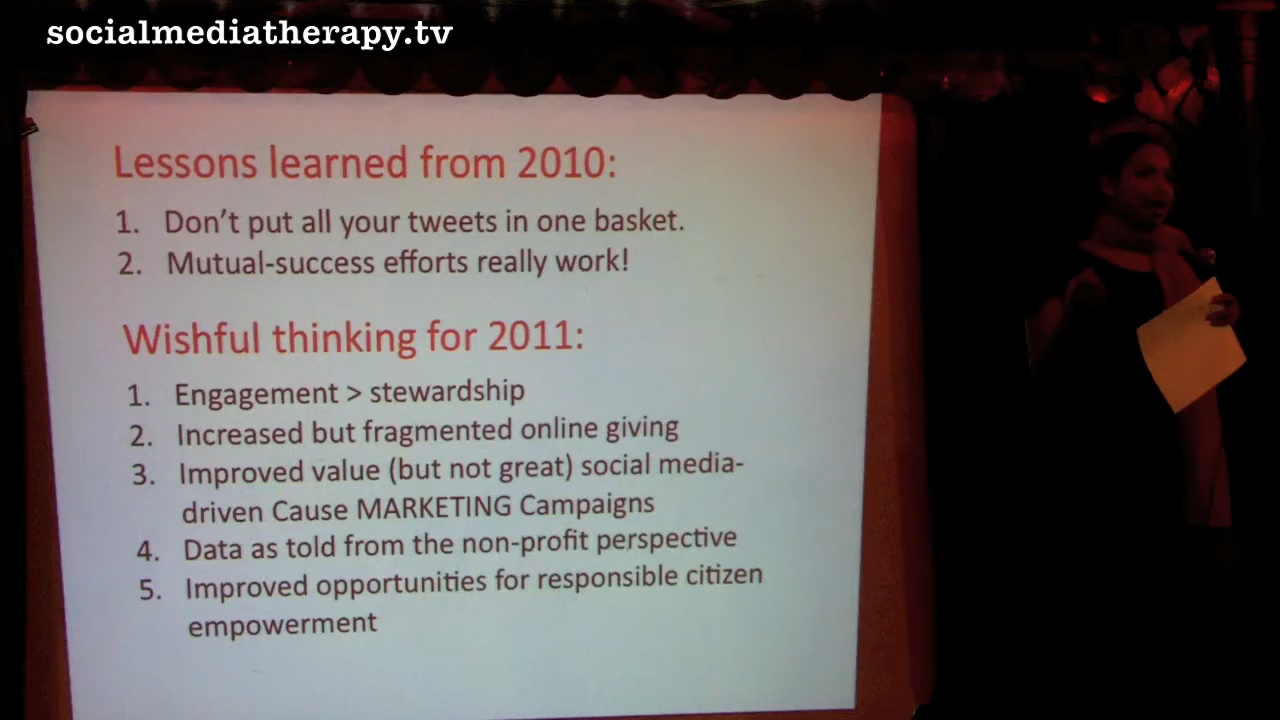 socialmediatherapy.tv
Lessons learned from 2010:
1. Don't put all your tweets in one basket.
2. Mutual-success efforts really work!
Wishful thinking for 2011:
1. Engagement > stewardship
2. Increased but fragmented online giving
3. Improved value (but not great) social media-
driven Cause MARKETING Campaigns
4. Data as told from the non-profit perspective
5. Improved opportunities for responsible citizen
empowerment